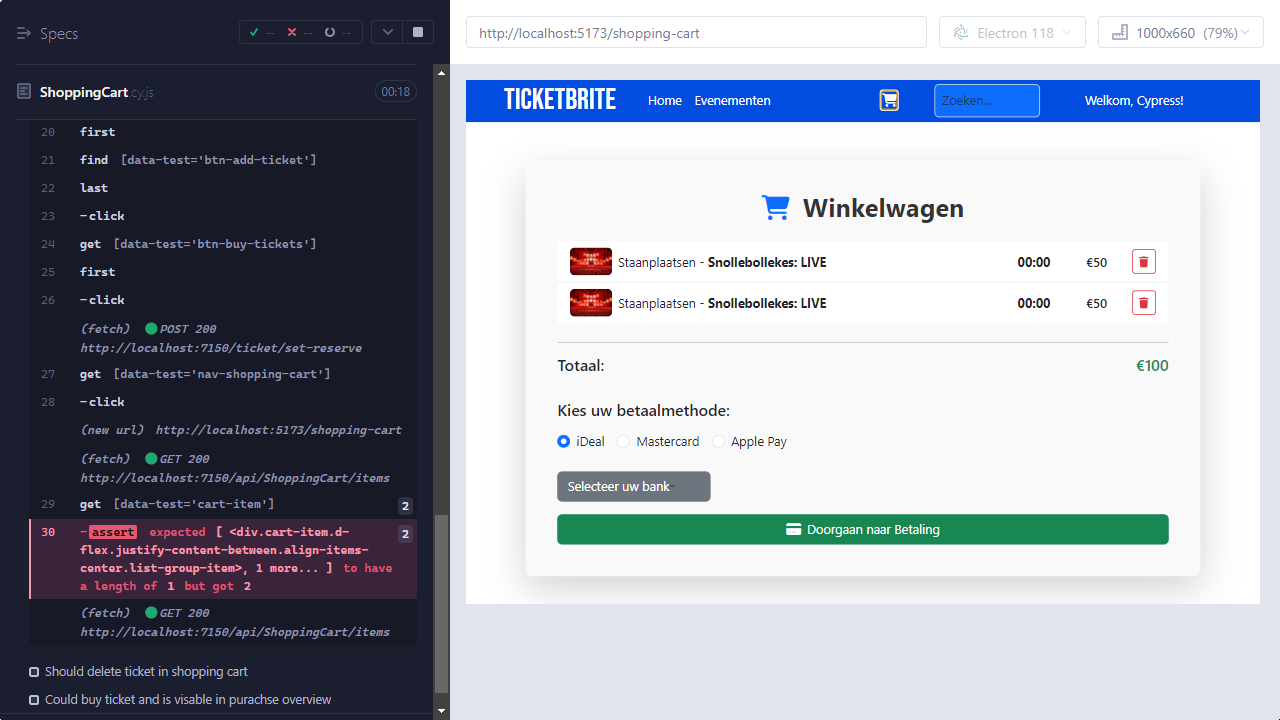 Specs
-- -- --
ShoppingCart.cy.js 00:18
20 first
21 find [data-test='btn-add-ticket']
22 last
23 -click
24 get [data-test='btn-buy-tickets']
25 first
26 -click
(fetch) POST 200
http://localhost:7150/ticket/set-reserve
27 get [data-test='nav-shopping-cart']
28 -click
(new url) http://localhost:5173/shopping-cart
(fetch) GET 200
http://localhost:7150/api/ShoppingCart/items
29 get [data-test='cart-item'] 2
30 -assert expected [ <div.cart-item.d- 2
flex.justify-content-between.align-items-
center.list-group-item>, 1 more... ] to have
a length of 1 but got 2
(fetch) GET 200
http://localhost:7150/api/ShoppingCart/items
Should delete ticket in shopping cart
Could buy ticket and is visable in purachse overview
http://localhost:5173/shopping-cart
Electron 118
1000x660 (79%)
TICKETBRITE Home Evenementen Zoeken... Welkom, Cypress!
Winkelwagen
Staanplaatsen - Snollebollekes: LIVE 00:00 €50
Staanplaatsen - Snollebollekes: LIVE 00:00 €50
Totaal: €100
Kies uw betaalmethode:
iDeal Mastercard Apple Pay
Selecteer uw bank
Doorgaan naar Betaling